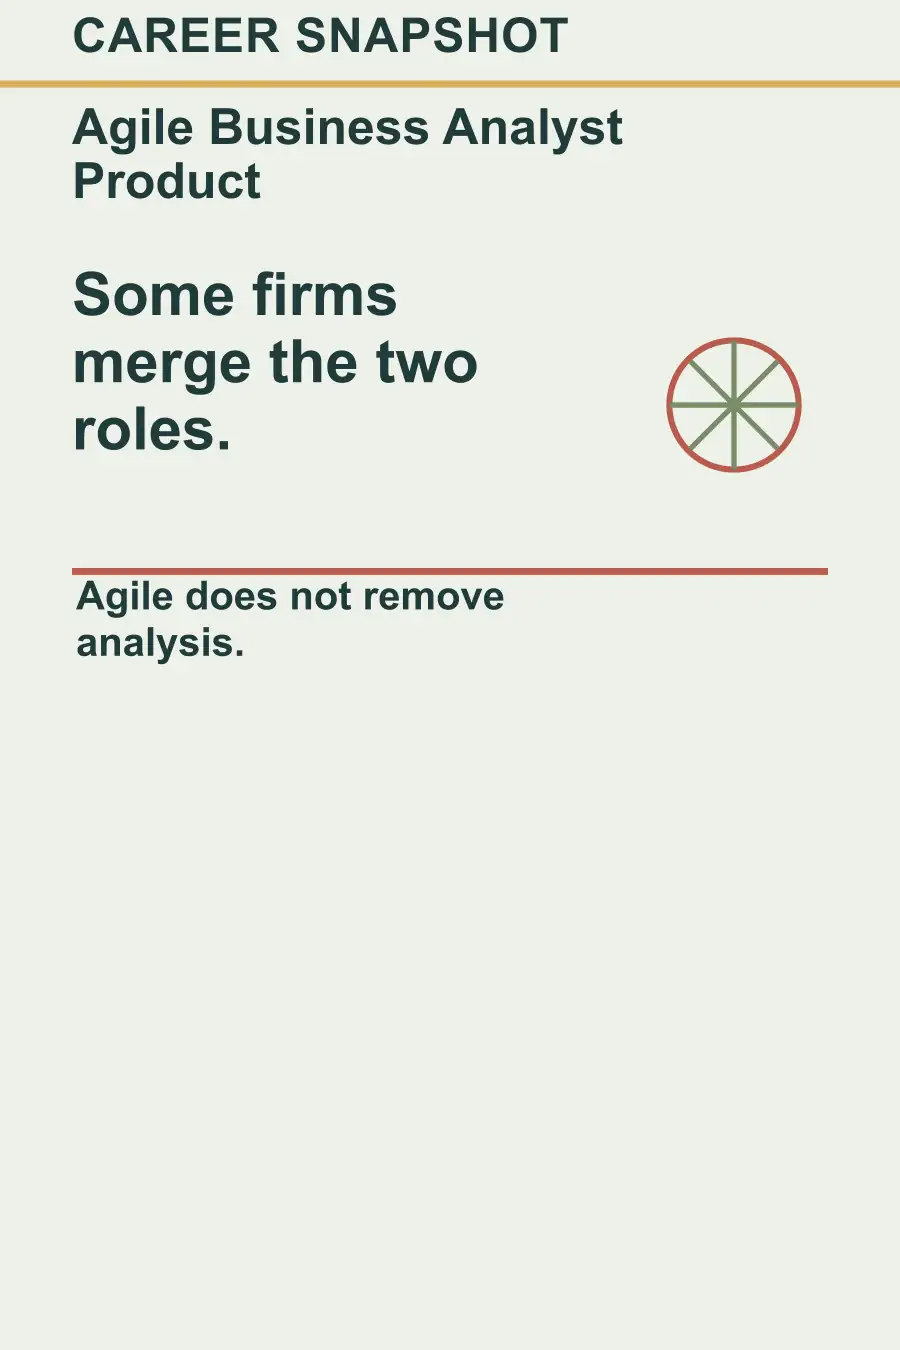 CAREER SNAPSHOT
Agile Business Analyst
Product
Some firms
merge the two
roles.
Agile does not remove
analysis.